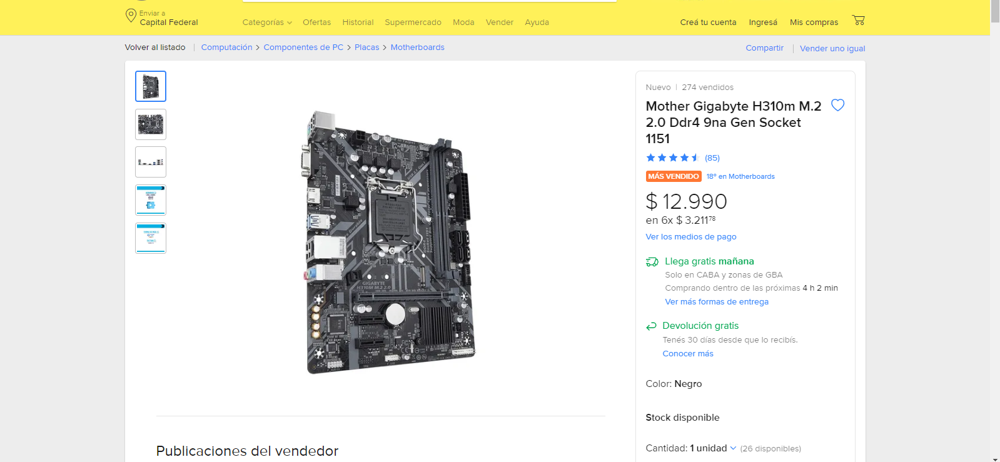 Enviar a
Capital Federal
Categorías Ofertas Historial Supermercado Moda Vender Ayuda
Creá tu cuenta Ingresá Mis compras
Volver al listado | Computación > Componentes de PC > Placas > Motherboards
Compartir | Vender uno igual
Nuevo | 274 vendidos
Mother Gigabyte H310m M.2
2.0 Ddr4 9na Gen Socket
1151
(85)
MÁS VENDIDO 18º en Motherboards
$ 12.990
en 6x $ 3.211⁷⁸
Ver los medios de pago
Llega gratis mañana
Solo en CABA y zonas de GBA
Comprando dentro de las próximas 4 h 2 min
Ver más formas de entrega
Devolución gratis
Tenés 30 días desde que lo recibís.
Conocer más
Color: Negro
Stock disponible
Cantidad: 1 unidad (26 disponibles)
GIGABYTE
H310M M.2 2.0
Publicaciones del vendedor